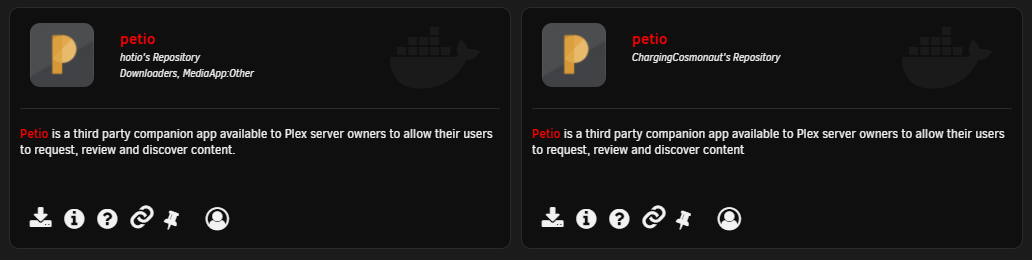 petio
hotio's Repository
Downloaders, MediaApp:Other
Petio is a third party companion app available to Plex server owners to allow their users
to request, review and discover content.
petio
ChargingCosmonaut's Repository
Petio is a third party companion app available to Plex server owners to allow their users
to request, review and discover content